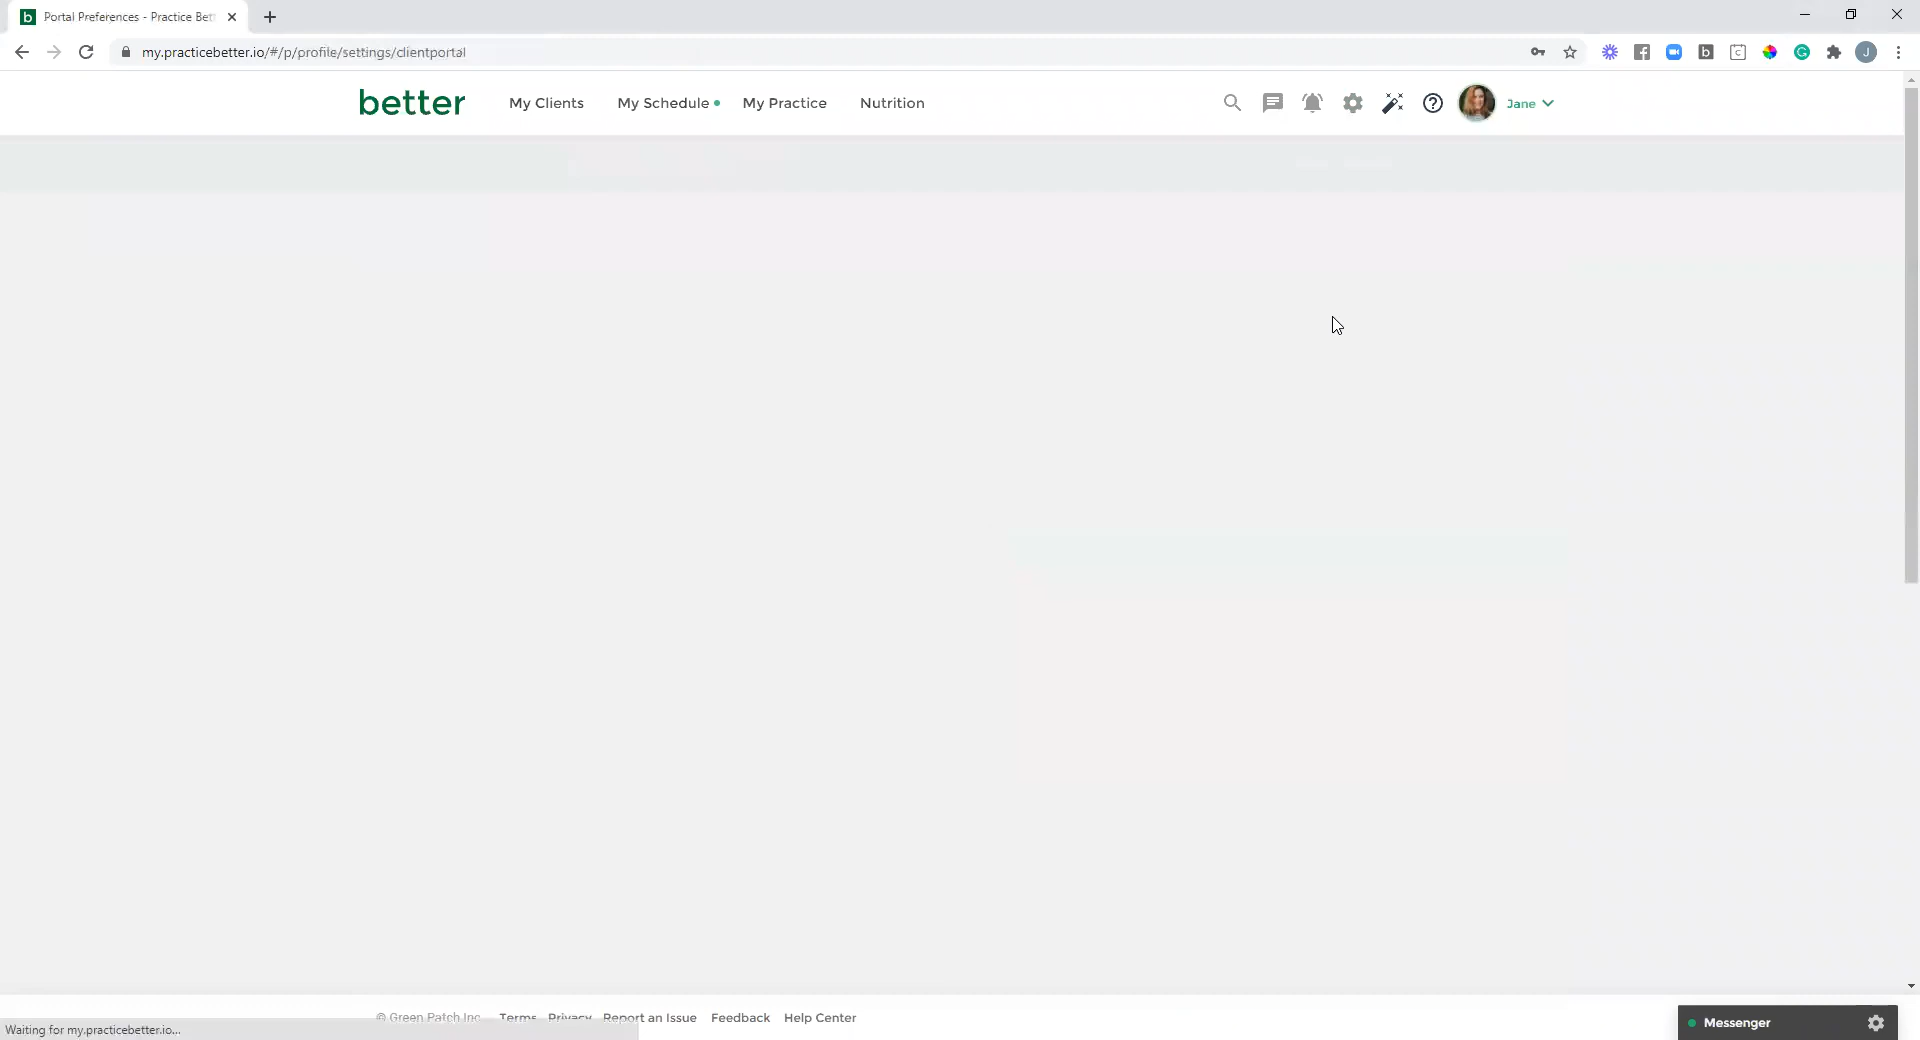 Portal Preferences - Practice Bet
my.practicebetter.io/#/p/profile/settings/clientportal
better
My Clients
My Schedule
My Practice
Nutrition
Jane
© Green Patch Inc.
Terms
Privacy
Report an Issue
Feedback
Help Center
Waiting for my.practicebetter.io...
Messenger